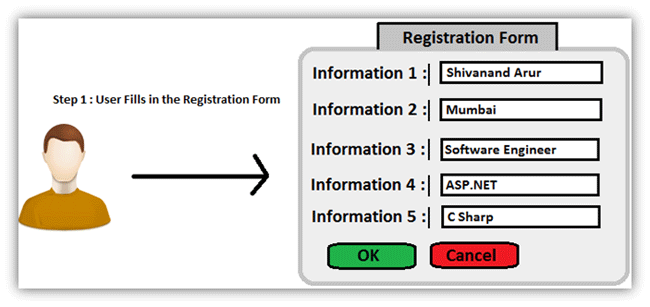 Registration Form
Information 1 : Shivanand Arur
Step 1 : User Fills in the Registration Form
Information 2 : Mumbai
Information 3 : Software Engineer
Information 4 : ASP.NET
Information 5 : C Sharp
OK Cancel